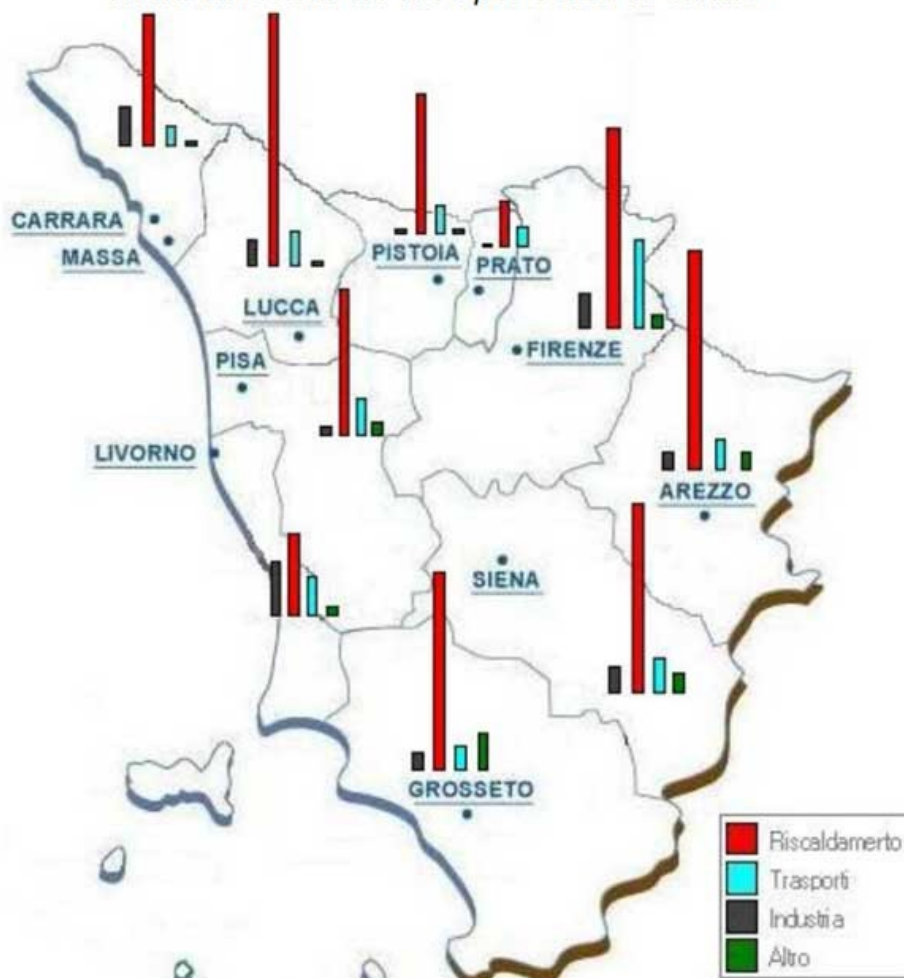 CARRARA
MASSA
PISTOIA
PRATO
LUCCA
FIRENZE
PISA
LIVORNO
AREZZO
SIENA
GROSSETO
Riscaldamerto
Trasporti
Industria
Altro